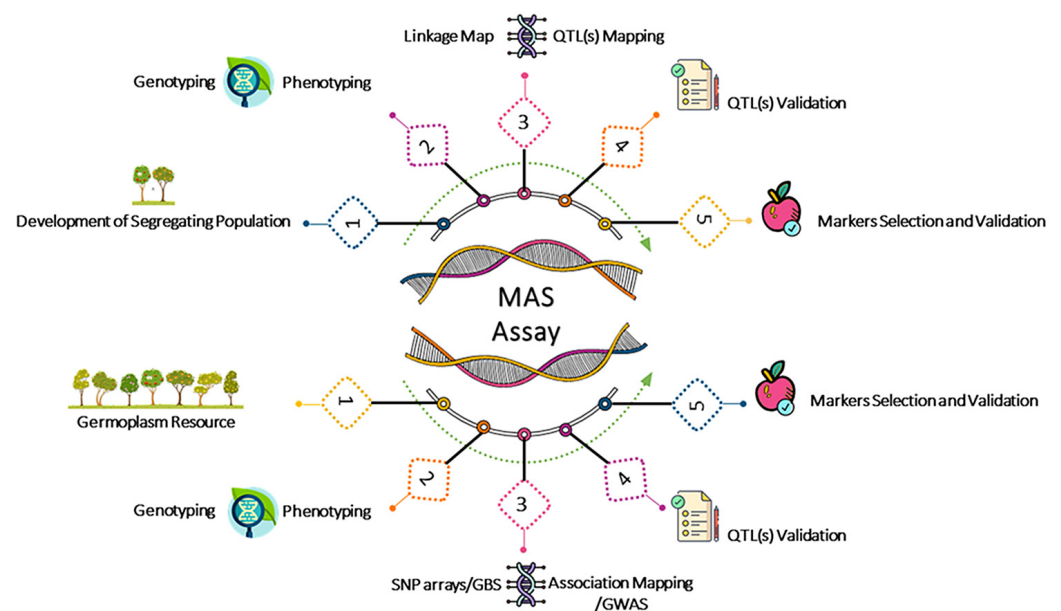 Linkage Map QTL(s) Mapping
Genotyping Phenotyping
QTL(s) Validation
2
3
4
Development of Segregating Population
1
5
Markers Selection and Validation
MAS
Assay
Germoplasm Resource
1
5
Markers Selection and Validation
2
3
4
Genotyping Phenotyping
QTL(s) Validation
SNP arrays/GBS Association Mapping
/GWAS